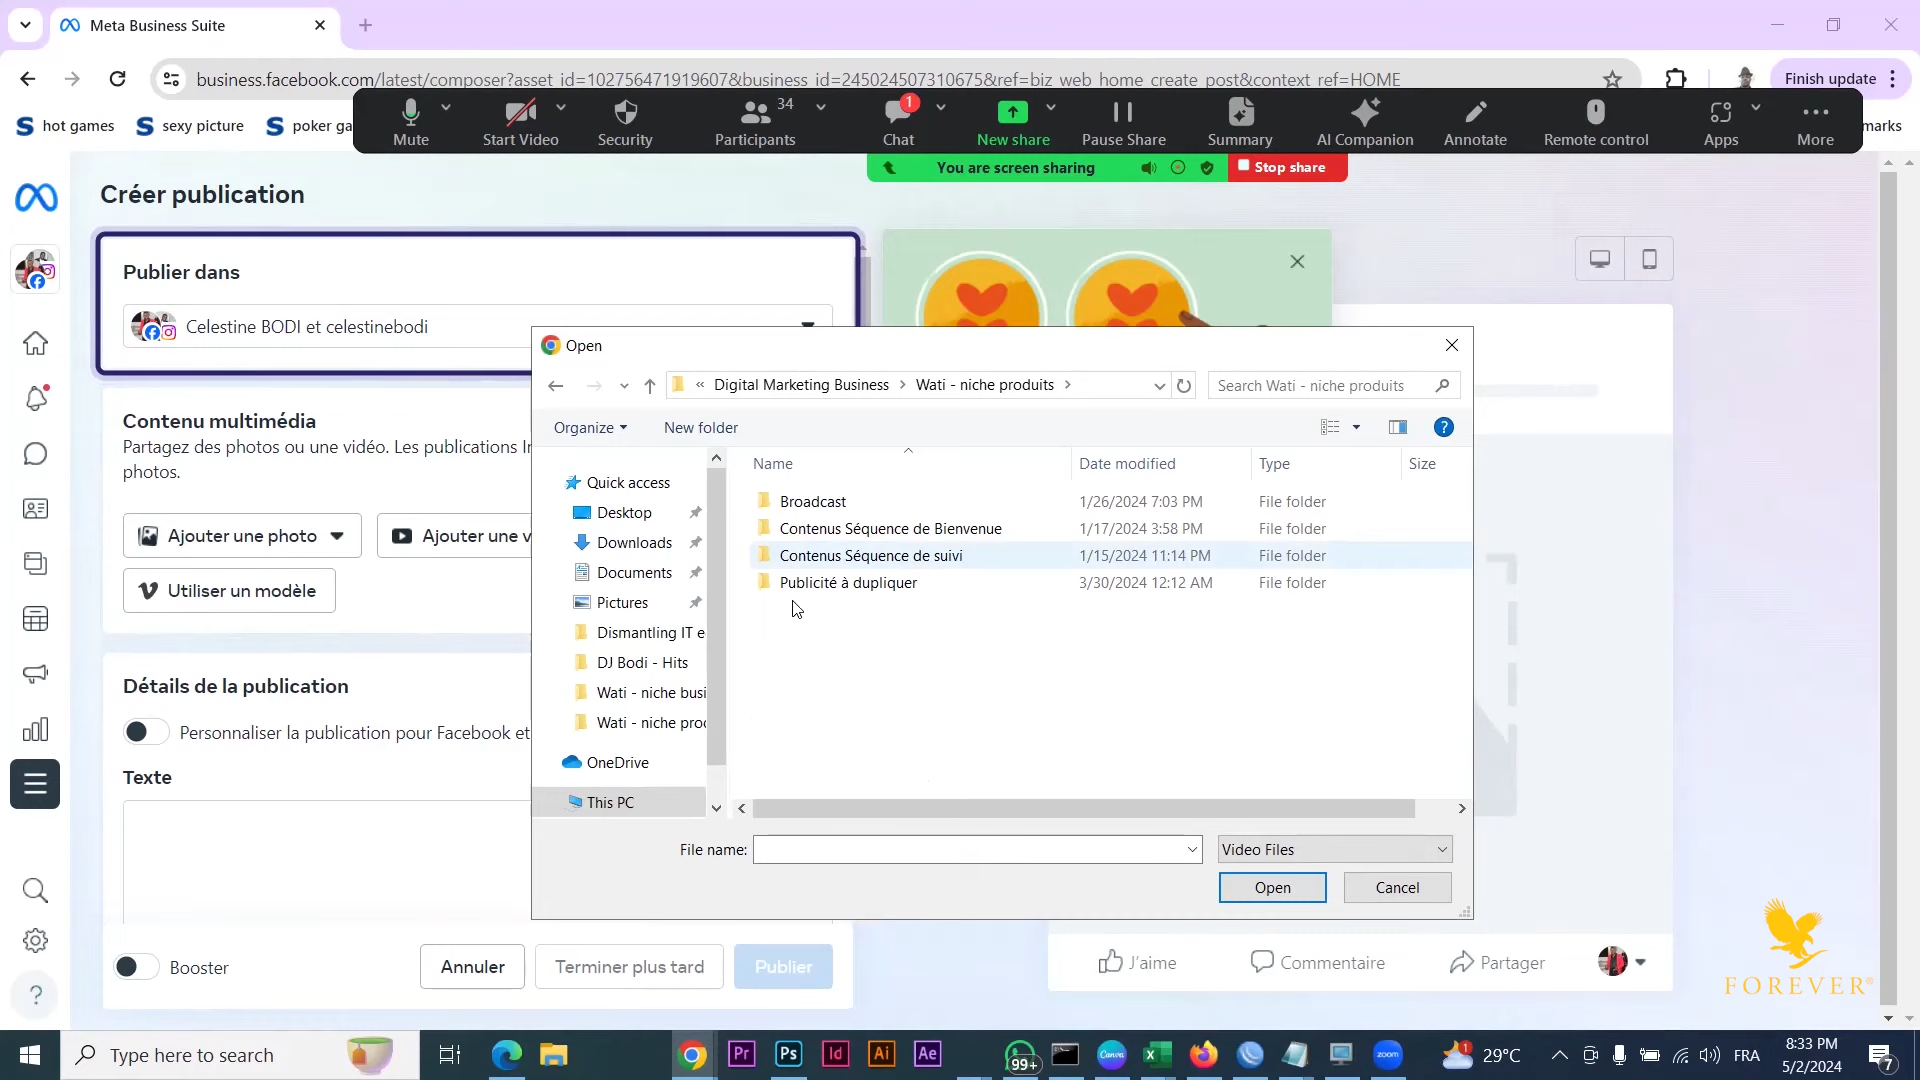 Meta Business Suite
business.facebook.com/latest/composer?asset_id=102756471919607&business_id=245024507310675&ref=biz_web_home_create_post&context_ref=HOME
Finish update
hot games
sexy picture
poker ga
marks
Mute
Start Video
Security
34
Participants
1
Chat
New share
Pause Share
Summary
AI Companion
Annotate
Remote control
Apps
More
You are screen sharing
Stop share
Créer publication
Publier dans
Celestine BODI et celestinebodi
Contenu multimédia
Partagez des photos ou une vidéo. Les publications In
photos.
Ajouter une photo
Ajouter une v
Utiliser un modèle
Détails de la publication
Personnaliser la publication pour Facebook et
Texte
Booster
Annuler
Terminer plus tard
Publier
Open
« Digital Marketing Business > Wati - niche produits >
Search Wati - niche produits
Organize
New folder
Name
Date modified
Type
Size
Quick access
Desktop
Downloads
Documents
Pictures
Dismantling IT e
DJ Bodi - Hits
Wati - niche busi
Wati - niche proc
OneDrive
This PC
Broadcast 1/26/2024 7:03 PM File folder
Contenus Séquence de Bienvenue 1/17/2024 3:58 PM File folder
Contenus Séquence de suivi 1/15/2024 11:14 PM File folder
Publicité à dupliquer 3/30/2024 12:12 AM File folder
File name:
Video Files
Open
Cancel
J'aime
Commentaire
Partager
FOREVER®
Type here to search
Pr
Ps
Id
Ai
Ae
99+
Canva
zoom
1
29°C
FRA
8:33 PM
5/2/2024
7